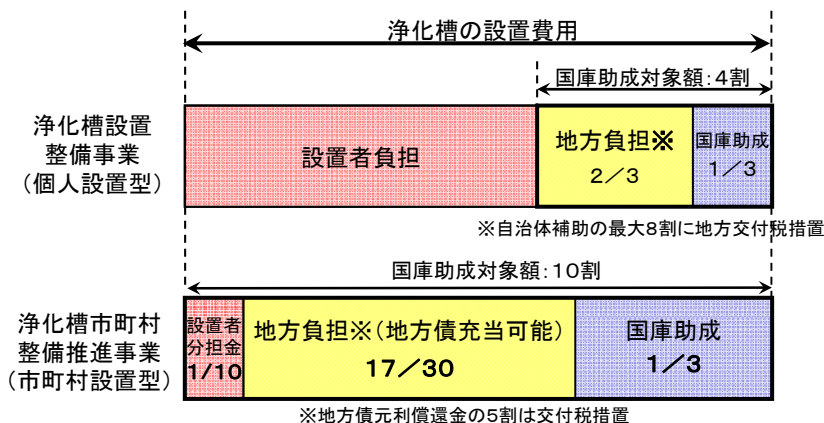 浄化槽の設置費用
国庫助成対象額:4割
浄化槽設置
整備事業
(個人設置型)
設置者負担
地方負担※
2/3
国庫助成
1/3
※自治体補助の最大8割に地方交付税措置
国庫助成対象額:10割
浄化槽市町村
整備推進事業
(市町村設置型)
設置者
分担金
1/10
地方負担※(地方債充当可能)
17/30
国庫助成
1/3
※地方債元利償還金の5割は交付税措置